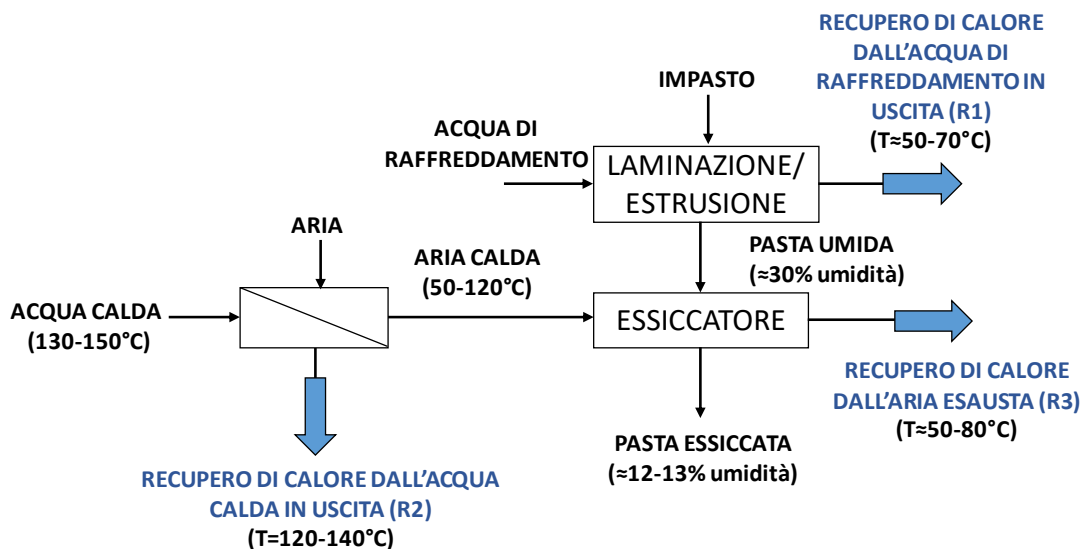 RECUPERO DI CALORE
DALL'ACQUA DI
RAFFREDDAMENTO IN
USCITA (R1)
(T≈50-70°C)
IMPASTO
ACQUA DI
RAFFREDDAMENTO
LAMINAZIONE/
ESTRUSIONE
ARIA
ARIA CALDA
(50-120°C)
PASTA UMIDA
(≈30% umidità)
ACQUA CALDA
(130-150°C)
ESSICCATORE
RECUPERO DI CALORE
DALL'ARIA ESAUSTA (R3)
(T≈50-80°C)
PASTA ESSICCATA
(≈12-13% umidità)
RECUPERO DI CALORE DALL'ACQUA
CALDA IN USCITA (R2)
(T=120-140°C)